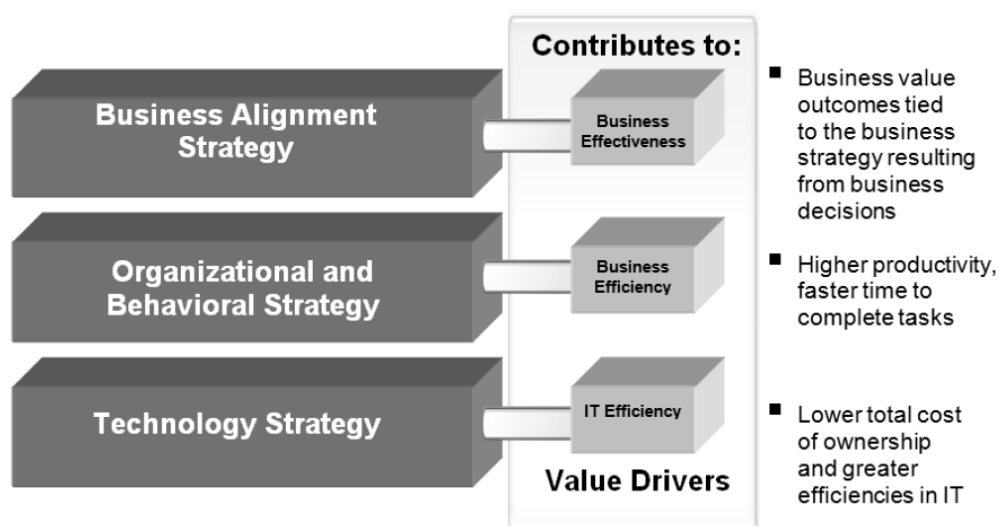 Contributes to:
Business Alignment
Strategy
Business
Effectiveness
▪ Business value
outcomes tied
to the business
strategy resulting
from business
decisions
Organizational and
Behavioral Strategy
Business
Efficiency
▪ Higher productivity,
faster time to
complete tasks
Technology Strategy
IT Efficiency
▪ Lower total cost
of ownership
and greater
efficiencies in IT
Value Drivers